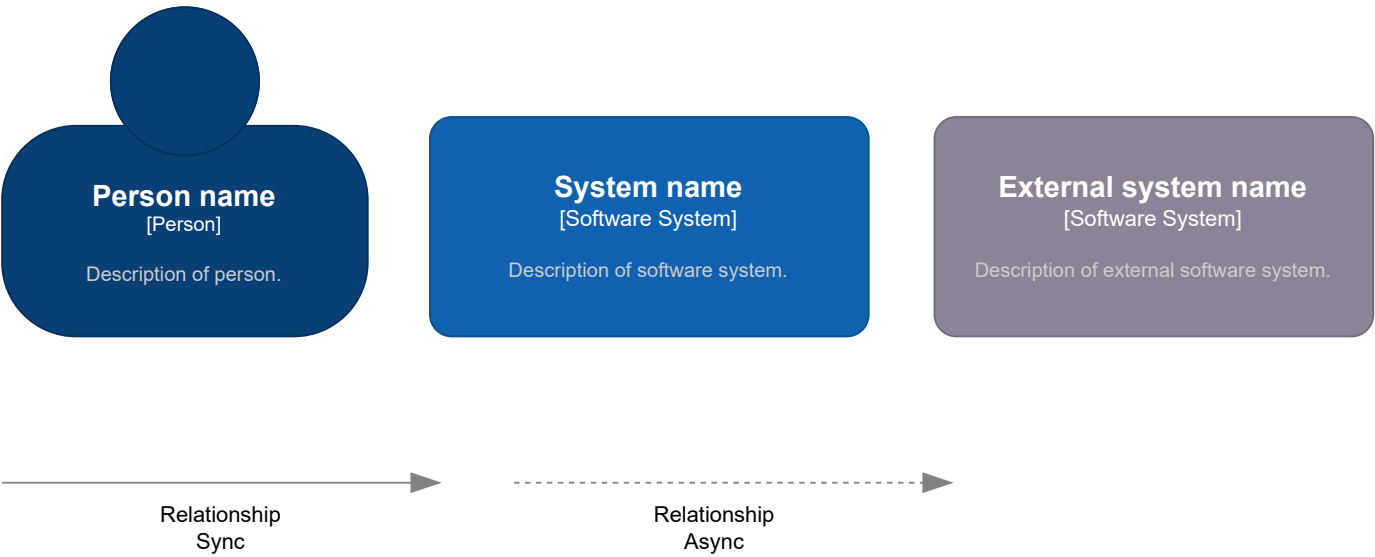 Person name
[Person]
Description of person.
System name
[Software System]
Description of software system.
External system name
[Software System]
Description of external software system.
Relationship
Sync
Relationship
Async